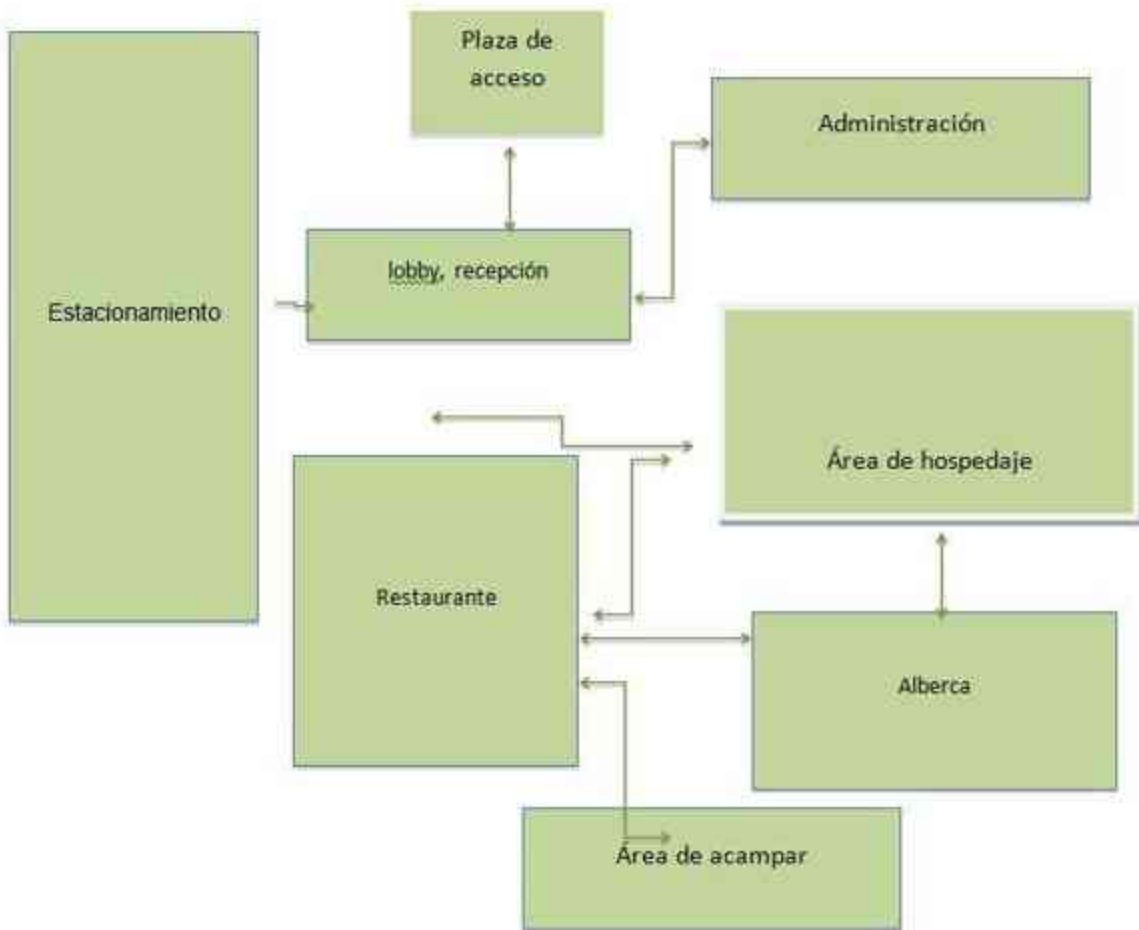 Plaza de
acceso
Administración
lobby, recepción
Estacionamiento
Área de hospedaje
Restaurante
Alberca
Área de acampar